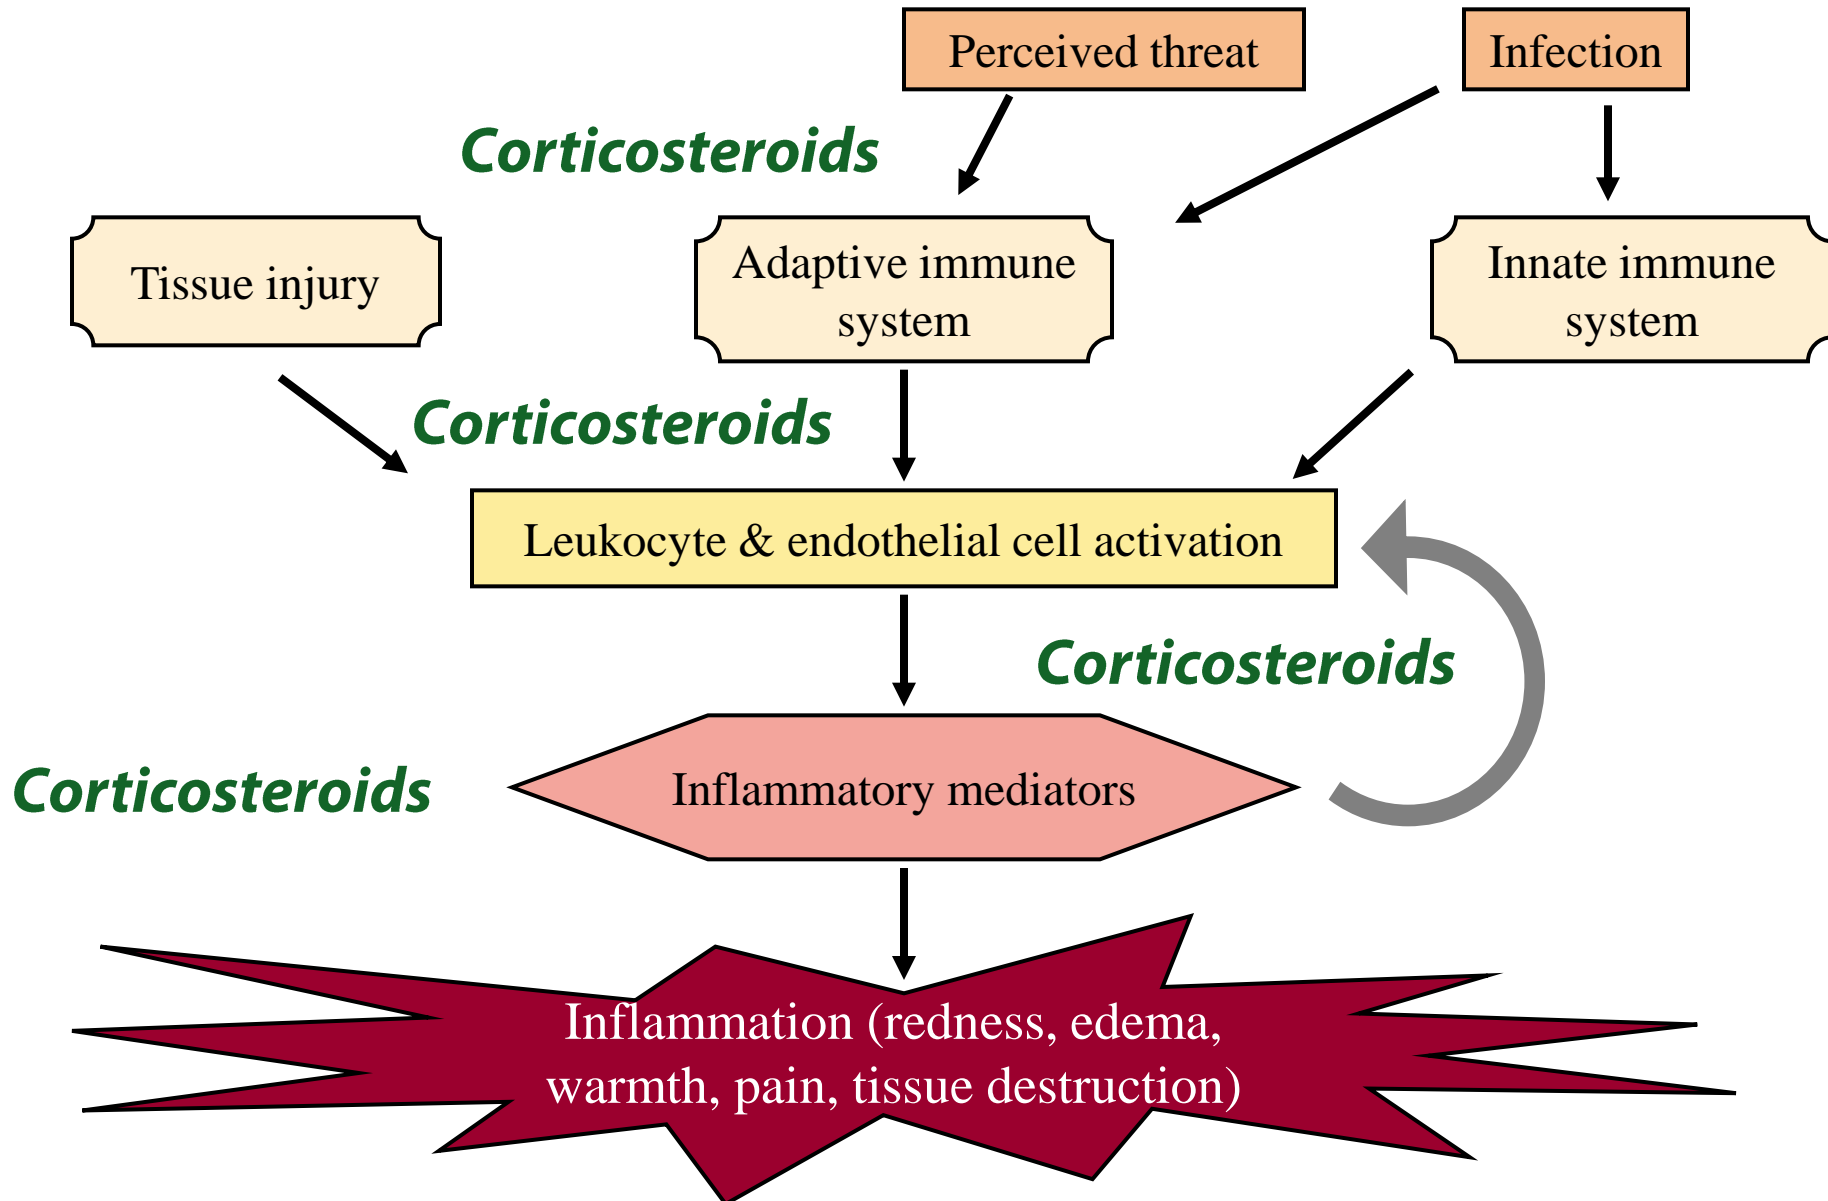 Perceived threat
Infection
Corticosteroids
Tissue injury
Adaptive immune
system
Innate immune
system
Corticosteroids
Leukocyte & endothelial cell activation
Corticosteroids
Corticosteroids
Inflammatory mediators
Inflammation (redness, edema,
warmth, pain, tissue destruction)